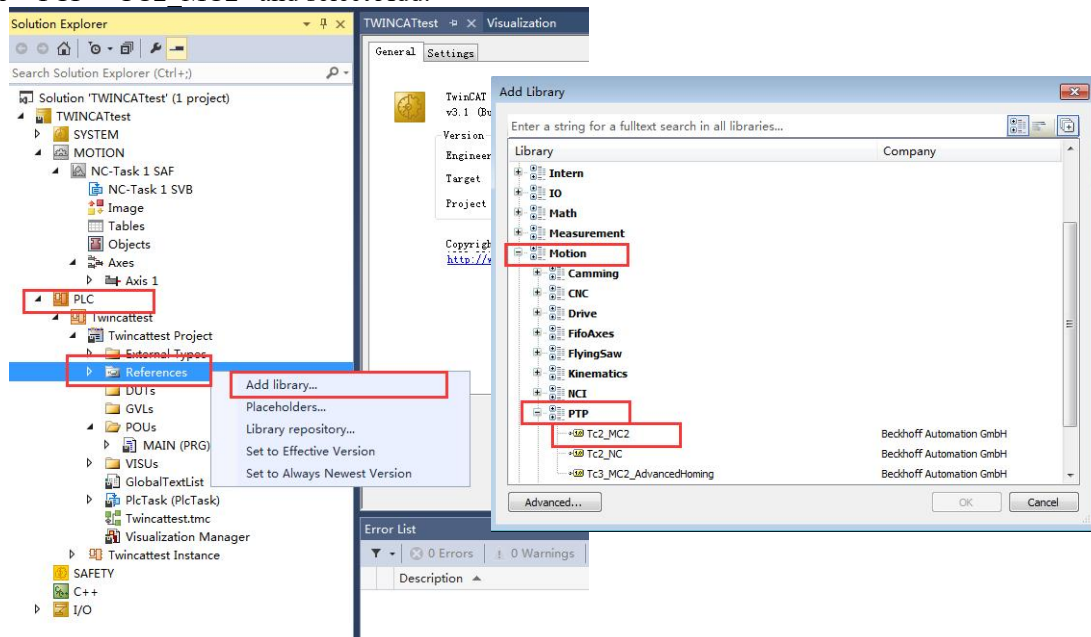 Solution Explorer
Search Solution Explorer (Ctrl+;)
Solution 'TWINCATtest' (1 project)
TWINCATtest
SYSTEM
MOTION
NC-Task 1 SAF
NC-Task 1 SVB
Image
Tables
Objects
Axes
Axis 1
PLC
Twincattest
Twincattest Project
External Types
References
DUTs
GVLs
POUs
MAIN (PRG)
VISUs
GlobalTextList
PlcTask (PlcTask)
Twincattest.tmc
Visualization Manager
Twincattest Instance
SAFETY
C++
I/O
Add library...
Placeholders...
Library repository...
Set to Effective Version
Set to Always Newest Version
TWINCATtest Visualization
General Settings
TwinCAT
v3.1 (Bu
Version
Engineer
Target
Project
Copyrigh
http://w
Error List
0 Errors 0 Warnings
Description
Add Library
Enter a string for a fulltext search in all libraries...
Library Company
Intern
IO
Math
Measurement
Motion
Camming
CNC
Drive
FifoAxes
FlyingSaw
Kinematics
NCI
PTP
Tc2_MC2 Beckhoff Automation GmbH
Tc2_NC Beckhoff Automation GmbH
Tc3_MC2_AdvancedHoming Beckhoff Automation GmbH
Advanced... OK Cancel